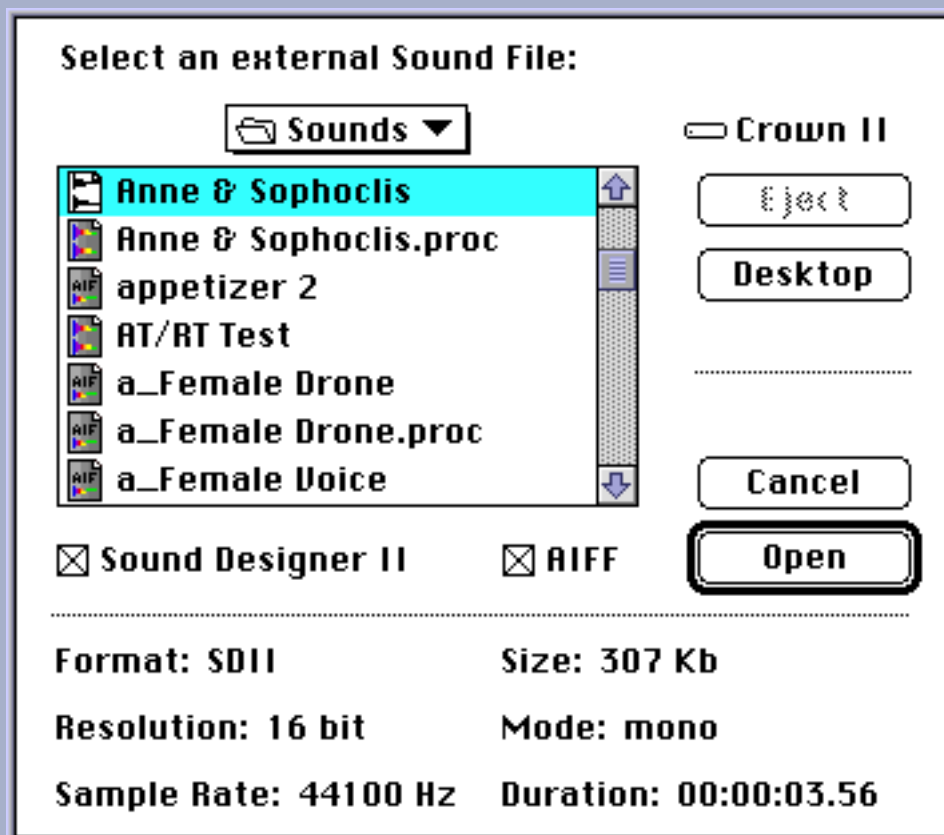 Select an external Sound File:
Sounds
Crown II
Anne & Sophoclis
Anne & Sophoclis.proc
appetizer 2
AT/RT Test
a_Female Drone
a_Female Drone.proc
a_Female Voice
Eject
Desktop
Cancel
Open
Sound Designer II
AIFF
Format: SDII
Size: 307 Kb
Resolution: 16 bit
Mode: mono
Sample Rate: 44100 Hz
Duration: 00:00:03.56